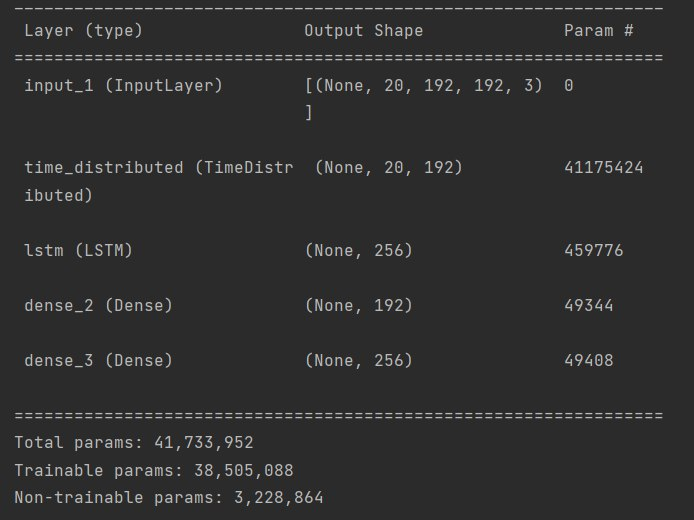 _________________________________________________________________
Layer (type)                Output Shape              Param #
=================================================================
input_1 (InputLayer)        [(None, 20, 192, 192, 3)  0
                            ]
time_distributed (TimeDistr  (None, 20, 192)          41175424
ibuted)
lstm (LSTM)                 (None, 256)               459776
dense_2 (Dense)             (None, 192)               49344
dense_3 (Dense)             (None, 256)               49408
=================================================================
Total params: 41,733,952
Trainable params: 38,505,088
Non-trainable params: 3,228,864